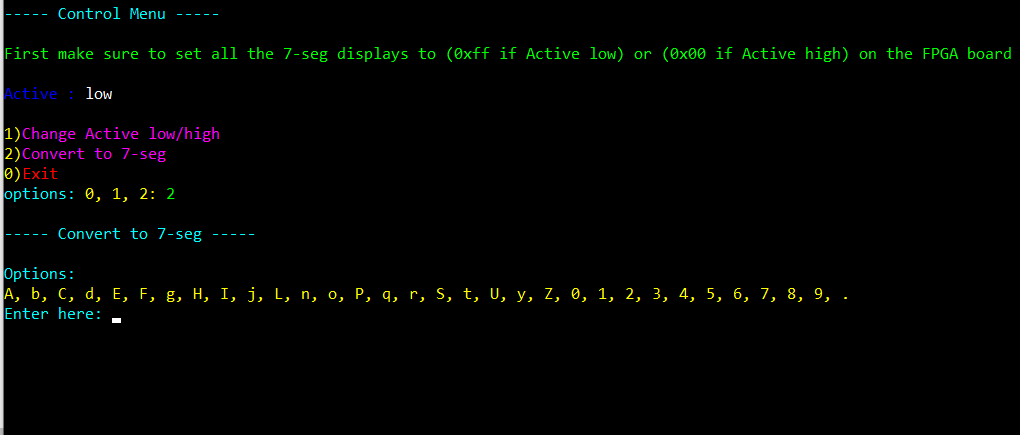 ----- Control Menu -----
First make sure to set all the 7-seg displays to (0xff if Active low) or (0x00 if Active high) on the FPGA board
Active : low
1)Change Active low/high
2)Convert to 7-seg
0)Exit
options: 0, 1, 2: 2
----- Convert to 7-seg -----
Options:
A, b, C, d, E, F, g, H, I, j, L, n, o, P, q, r, S, t, U, y, Z, 0, 1, 2, 3, 4, 5, 6, 7, 8, 9, .
Enter here: